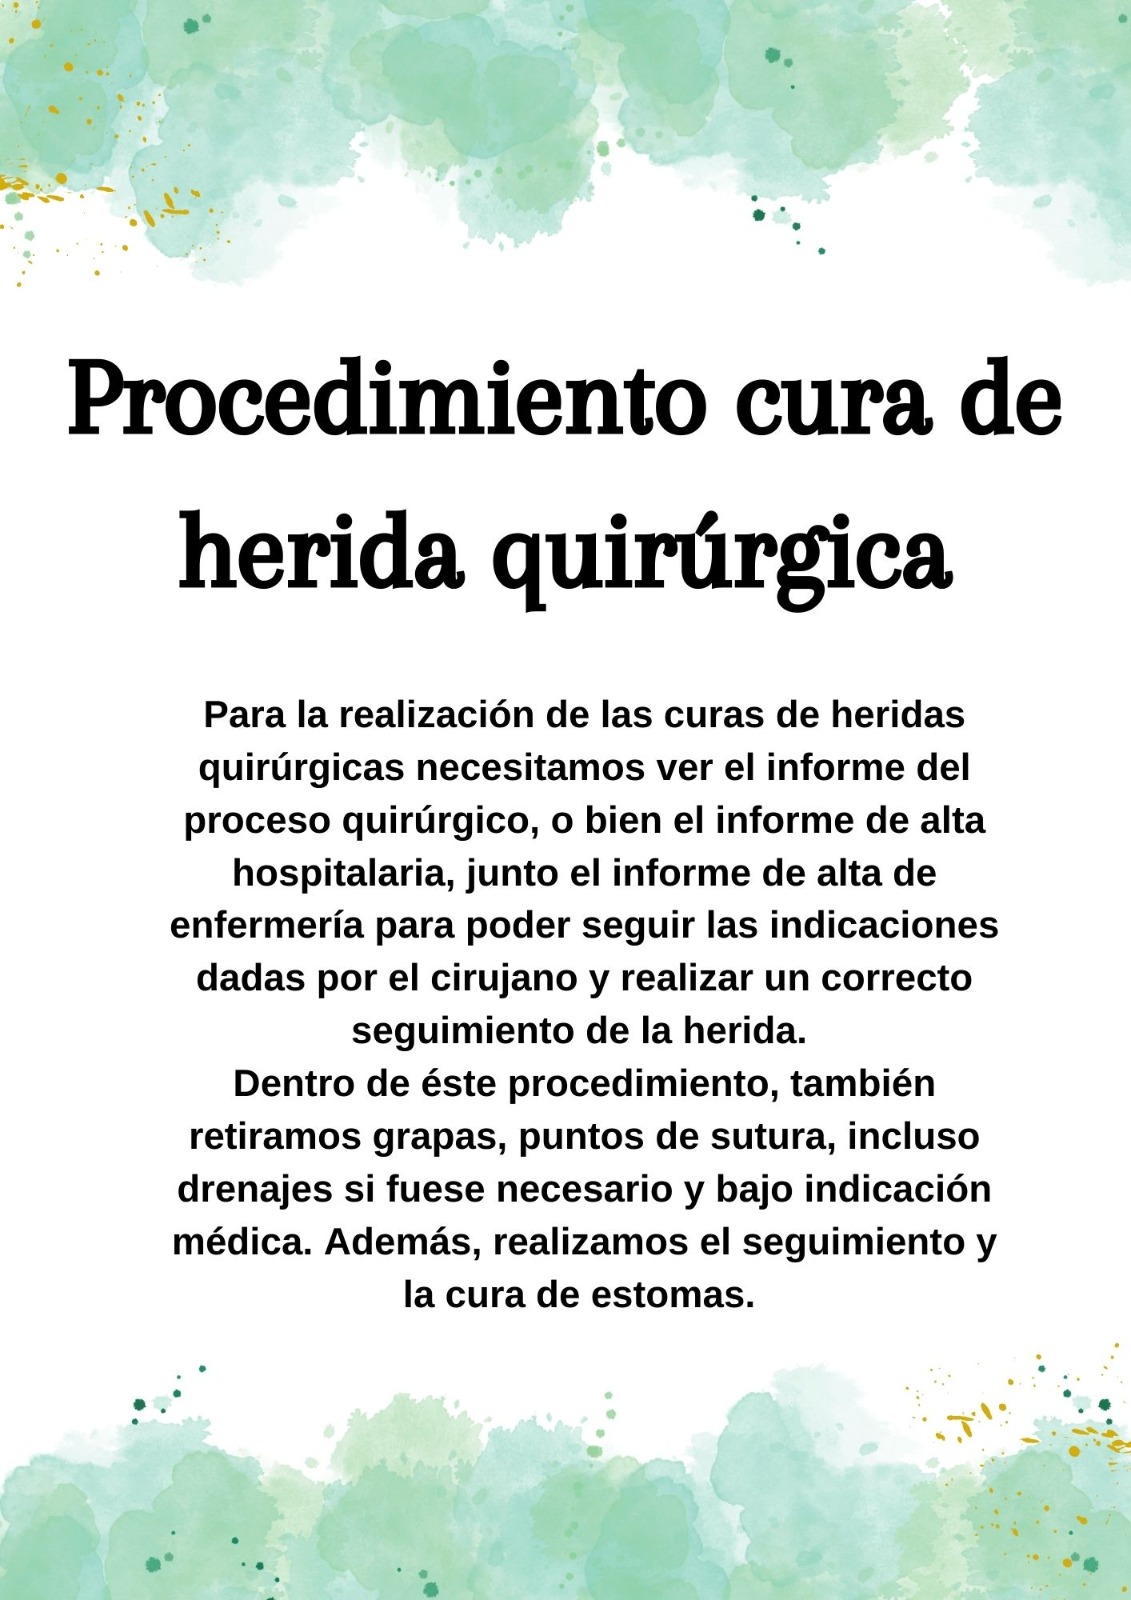 Procedimiento cura de
herida quirúrgica
Para la realización de las curas de heridas
quirúrgicas necesitamos ver el informe del
proceso quirúrgico, o bien el informe de alta
hospitalaria, junto el informe de alta de
enfermería para poder seguir las indicaciones
dadas por el cirujano y realizar un correcto
seguimiento de la herida.
Dentro de éste procedimiento, también
retiramos grapas, puntos de sutura, incluso
drenajes si fuese necesario y bajo indicación
médica. Además, realizamos el seguimiento y
la cura de estomas.